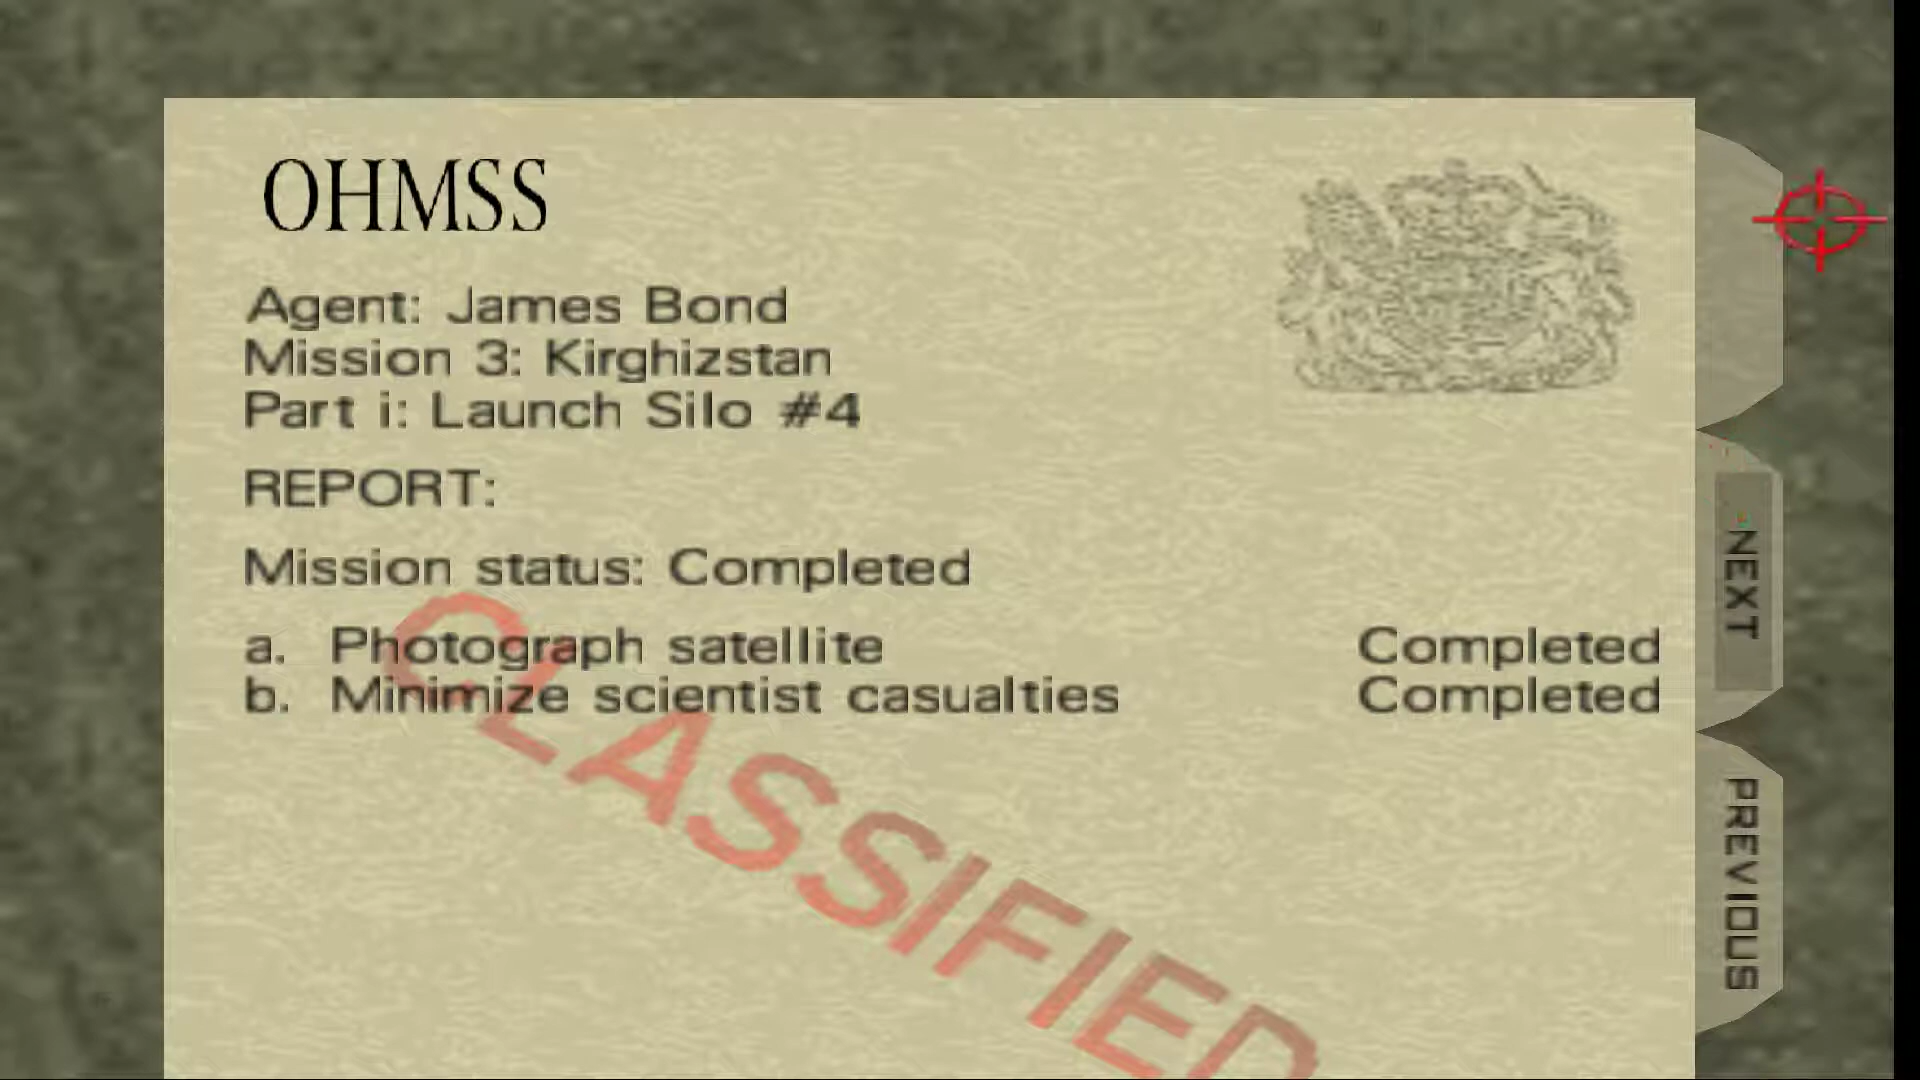 OHMSS
Agent: James Bond
Mission 3: Kirghizstan
Part i: Launch Silo #4
REPORT:
Mission status: Completed
a. Photograph satellite Completed
b. Minimize scientist casualties Completed
CLASSIFIED
NEXT
PREVIOUS